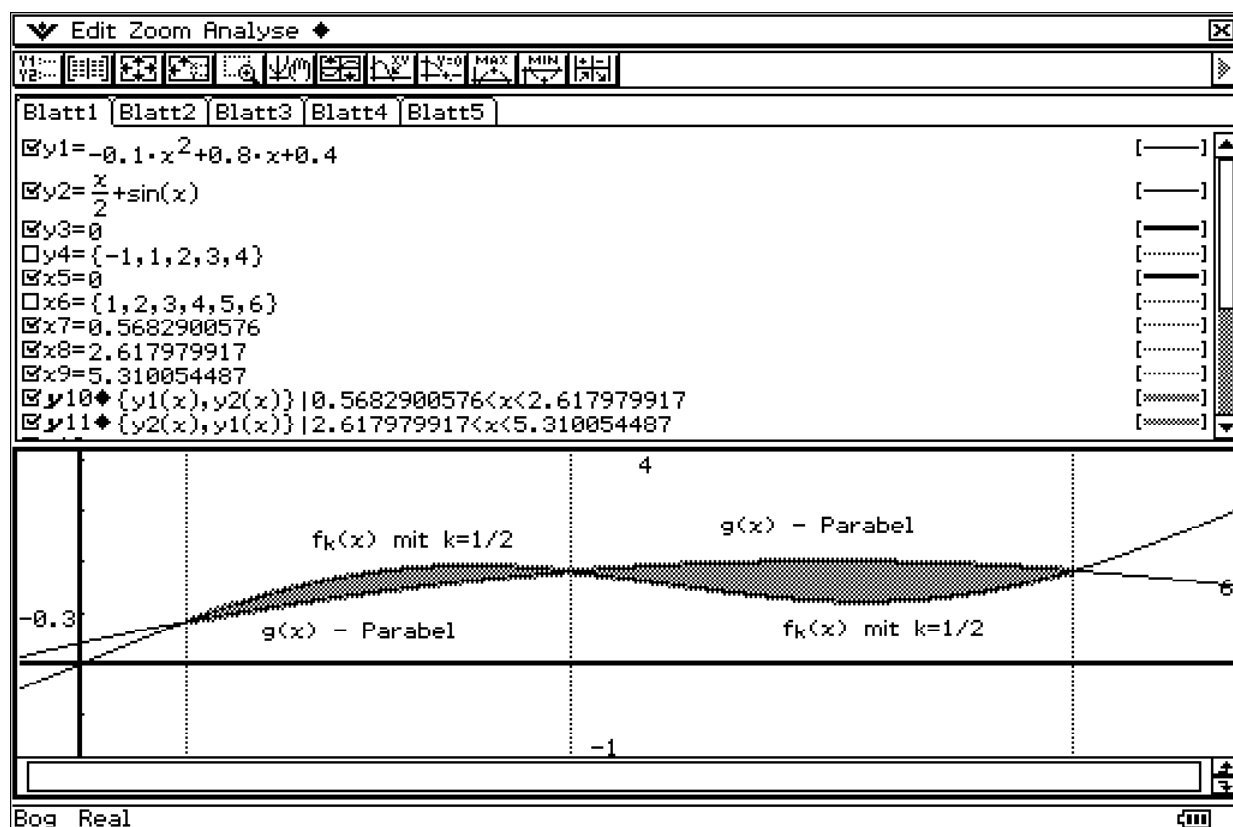 Edit Zoom Analyse ◆
Blatt1 Blatt2 Blatt3 Blatt4 Blatt5
y1=-0.1·x²+0.8·x+0.4
y2=x/2+sin(x)
y3=0
y4={-1,1,2,3,4}
x5=0
x6={1,2,3,4,5,6}
x7=0.5682900576
x8=2.617979917
x9=5.310054487
y10◆{y1(x),y2(x)}|0.5682900576<x<2.617979917
y11◆{y2(x),y1(x)}|2.617979917<x<5.310054487
4
g(x) - Parabel
fₖ(x) mit k=1/2
6
-0.3
g(x) - Parabel
fₖ(x) mit k=1/2
-1
Bog Real